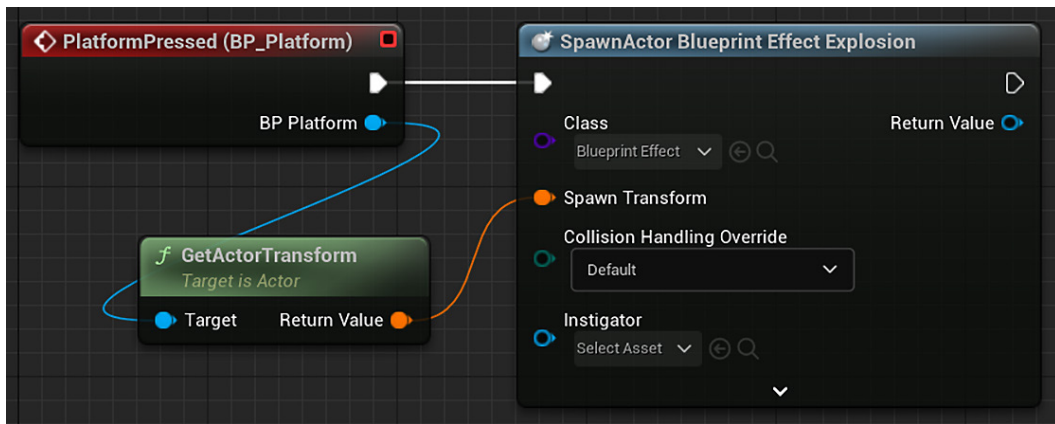 PlatformPressed (BP_Platform)
BP Platform
GetActorTransform
Target is Actor
Target
Return Value
SpawnActor Blueprint Effect Explosion
Class
Return Value
Blueprint Effect
Spawn Transform
Collision Handling Override
Default
Instigator
Select Asset